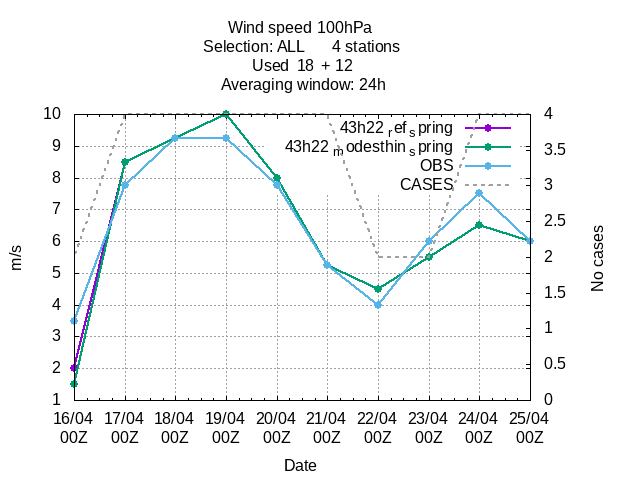 Wind speed 100hPa
Selection: ALL 4 stations
Used 18 + 12
Averaging window: 24h
43h22 refspring
43h22 modesthinspring
OBS
CASES
m/s
10
9
8
7
6
5
4
3
2
1
4
3.5
3
2.5
2
1.5
1
0.5
0
No cases
16/04 17/04 18/04 19/04 20/04 21/04 22/04 23/04 24/04 25/04
00Z 00Z 00Z 00Z 00Z 00Z 00Z 00Z 00Z 00Z
Date